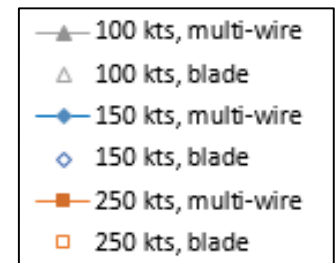 100 kts, multi-wire
100 kts, blade
150 kts, multi-wire
150 kts, blade
250 kts, multi-wire
250 kts, blade